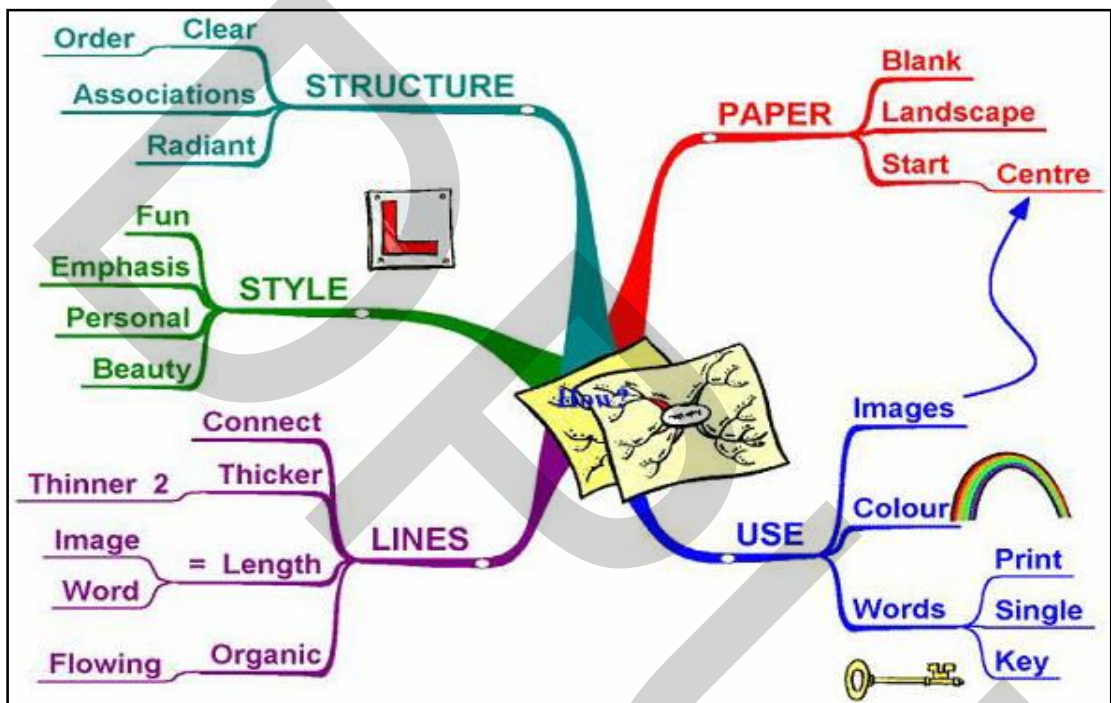 STRUCTURE
Clear
Order
Associations
Radiant
PAPER
Blank
Landscape
Start
Centre
L
STYLE
Fun
Emphasis
Personal
Beauty
How?
LINES
Connect
Thicker
Thinner 2
= Length
Image
Word
Organic
Flowing
USE
Images
Colour
Words
Print
Single
Key